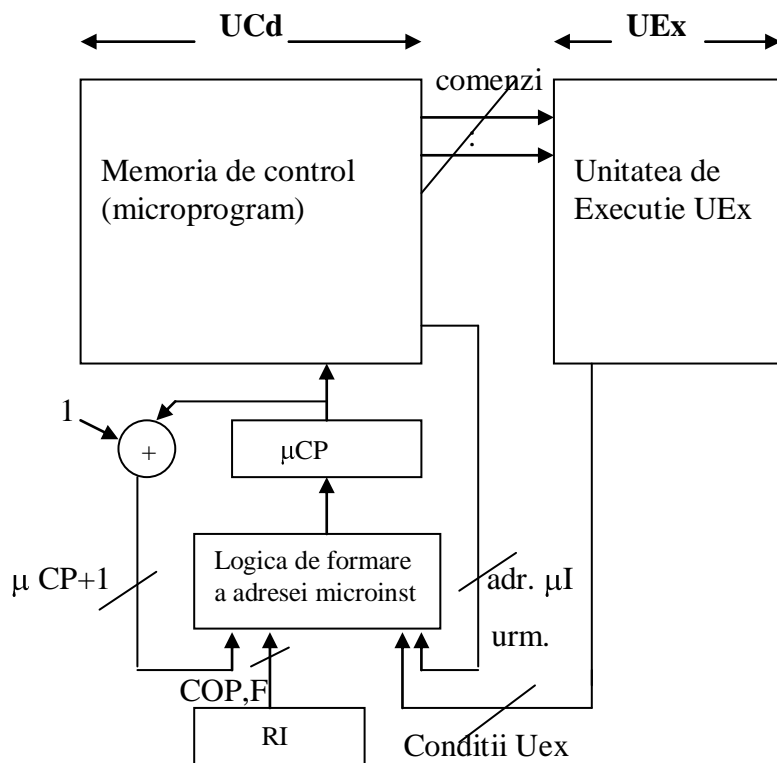 UCd
UEx
comenzi
:
Memoria de control
(microprogram)
Unitatea de
Executie UEx
1
+
μCP
Logica de formare
a adresei microinst
μ CP+1
adr. μI
urm.
COP,F
RI
Conditii Uex